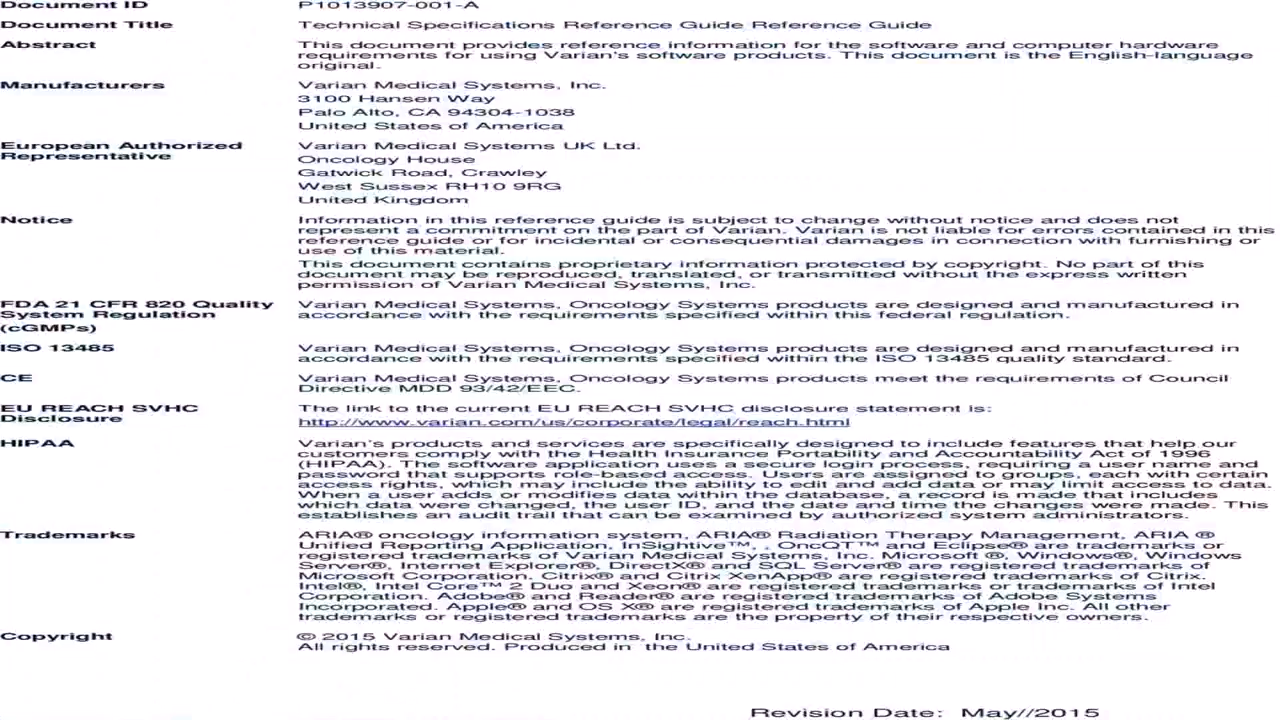 Document ID P1013907-001-A
Document Title Technical Specifications Reference Guide Reference Guide
Abstract This document provides reference information for the software and computer hardware
requirements for using Varian's software products. This document is the English-language
original.
Manufacturers Varian Medical Systems, Inc.
3100 Hansen Way
Palo Alto, CA 94304-1038
United States of America
European Authorized Varian Medical Systems UK Ltd.
Representative
Oncology House
Gatwick Road, Crawley
West Sussex RH10 9RG
United Kingdom
Notice Information in this reference guide is subject to change without notice and does not
represent a commitment on the part of Varian. Varian is not liable for errors contained in this
reference guide or for incidental or consequential damages in connection with furnishing or
use of this material.
This document contains proprietary information protected by copyright. No part of this
document may be reproduced, translated, or transmitted without the express written
permission of Varian Medical Systems, Inc.
FDA 21 CFR 820 Quality Varian Medical Systems, Oncology Systems products are designed and manufactured in
System Regulation accordance with the requirements specified within this federal regulation.
(cGMPs)
ISO 13485 Varian Medical Systems, Oncology Systems products are designed and manufactured in
accordance with the requirements specified within the ISO 13485 quality standard.
CE Varian Medical Systems, Oncology Systems products meet the requirements of Council
Directive MDD 93/42/EEC.
EU REACH SVHC The link to the current EU REACH SVHC disclosure statement is:
Disclosure http://www.varian.com/us/corporate/legal/reach.html
HIPAA Varian's products and services are specifically designed to include features that help our
customers comply with the Health Insurance Portability and Accountability Act of 1996
(HIPAA). The software application uses a secure login process, requiring a user name and
password that supports role-based access. Users are assigned to groups, each with certain
access rights, which may include the ability to edit and add data or may limit access to data.
When a user adds or modifies data within the database, a record is made that includes
which data were changed, the user ID, and the date and time the changes were made. This
establishes an audit trail that can be examined by authorized system administrators.
Trademarks ARIA® oncology information system, ARIA® Radiation Therapy Management, ARIA ®
Unified Reporting Application, InSightive™, , OncQT™ and Eclipse® are trademarks or
registered trademarks of Varian Medical Systems, Inc. Microsoft ®, Windows®, Windows
Server®, Internet Explorer®, DirectX® and SQL Server® are registered trademarks of
Microsoft Corporation. Citrix® and Citrix XenApp® are registered trademarks of Citrix.
Intel®, Intel Core™ 2 Duo and Xeon® are registered trademarks or trademarks of Intel
Corporation. Adobe® and Reader® are registered trademarks of Adobe Systems
Incorporated. Apple® and OS X® are registered trademarks of Apple Inc. All other
trademarks or registered trademarks are the property of their respective owners.
Copyright © 2015 Varian Medical Systems, Inc.
All rights reserved. Produced in the United States of America
Revision Date: May//2015